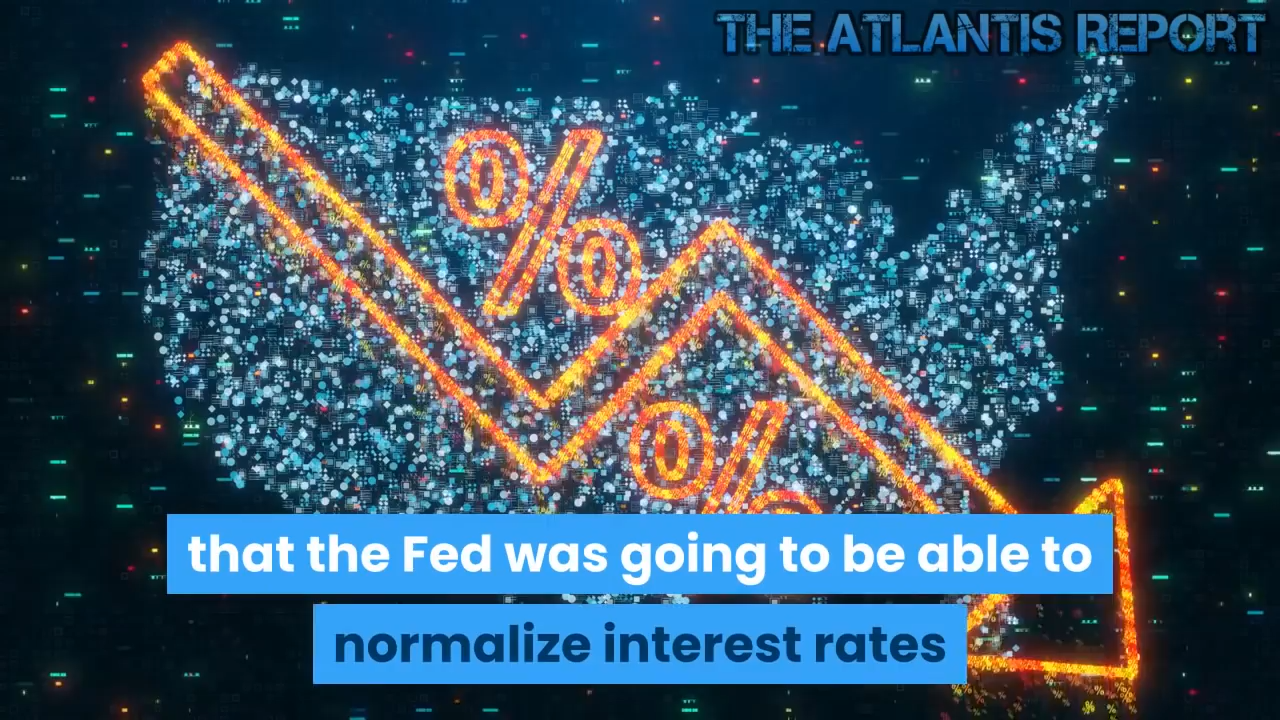 THE ATLANTIS REPORT
%
%
that the Fed was going to be able to
normalize interest rates